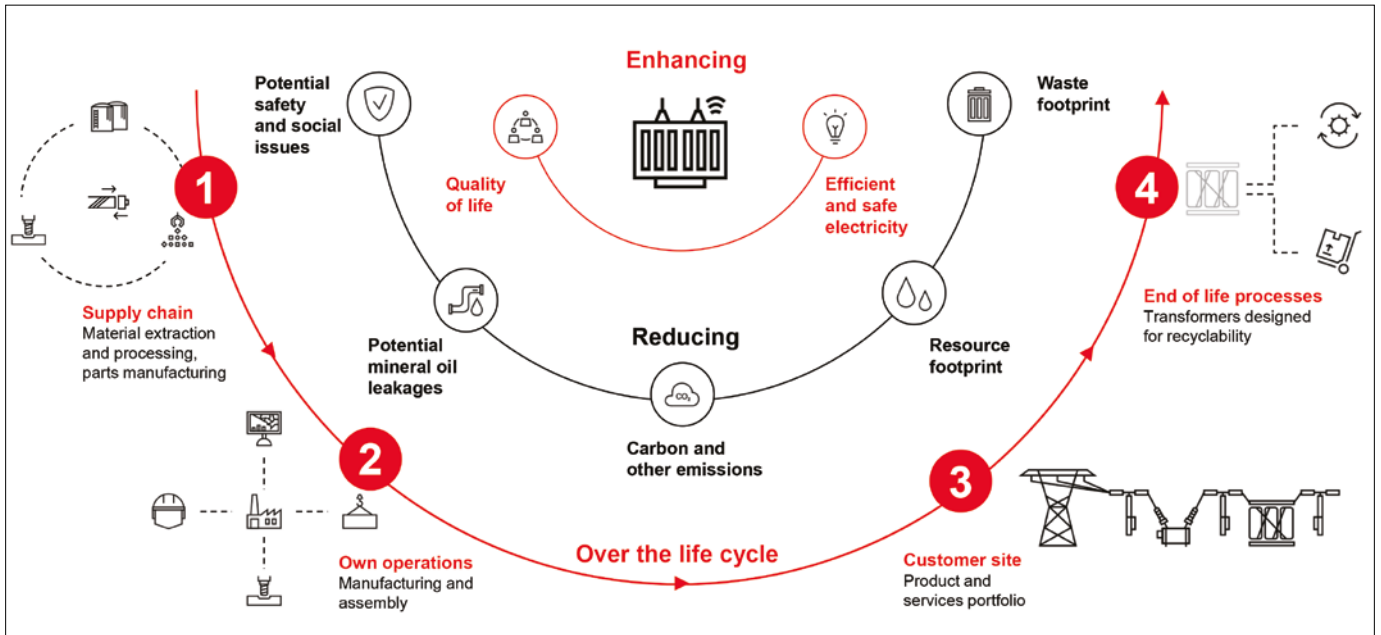 Enhancing
Potential
safety
and social
issues
Waste
footprint
Quality
of life
Efficient
and safe
electricity
1
4
Supply chain
Material extraction
and processing,
parts manufacturing
Potential
mineral oil
leakages
Reducing
Resource
footprint
End of life processes
Transformers designed
for recyclability
CO₂
Carbon and
other emissions
2
3
Own operations
Manufacturing and
assembly
Over the life cycle
Customer site
Product and
services portfolio